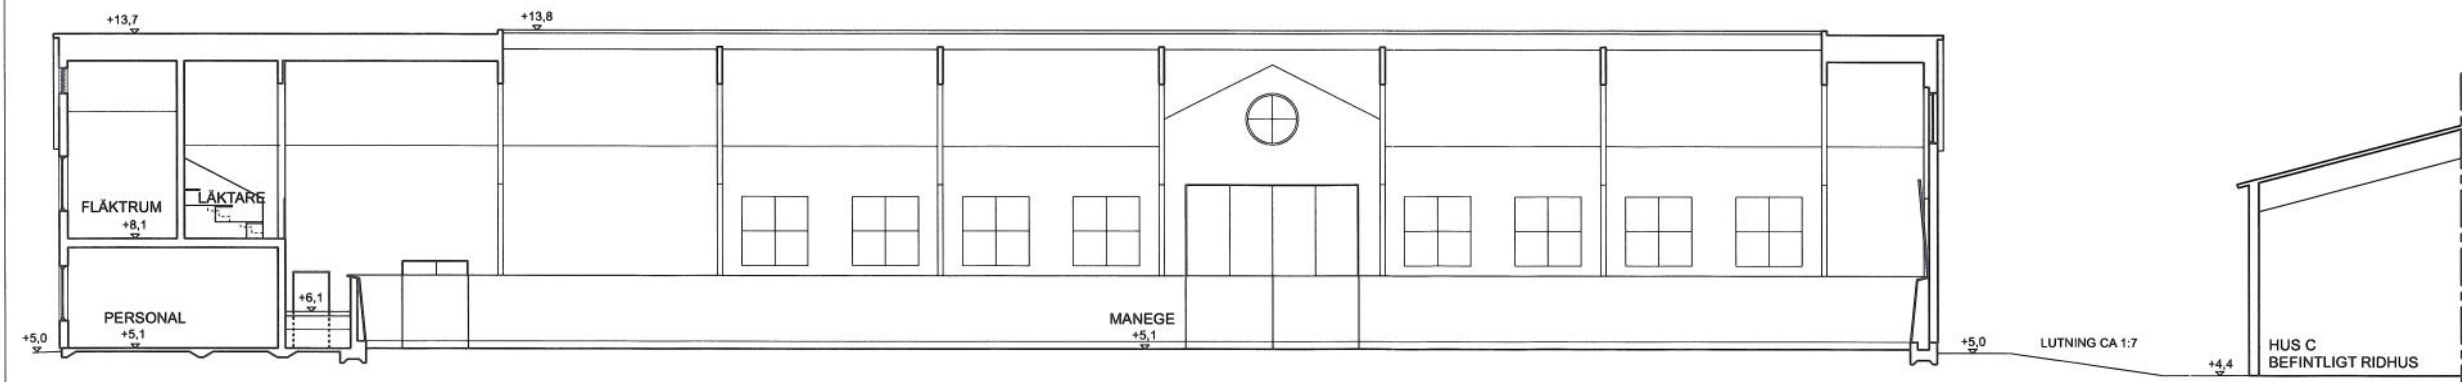 +13,7
+13,8
FLÄKTRUM
+8,1
LÄKTARE
+6,1
PERSONAL
+5,1
+5,0
MANEGE
+5,1
+5,0
LUTNING CA 1:7
+4,4
HUS C
BEFINTLIGT RIDHUS